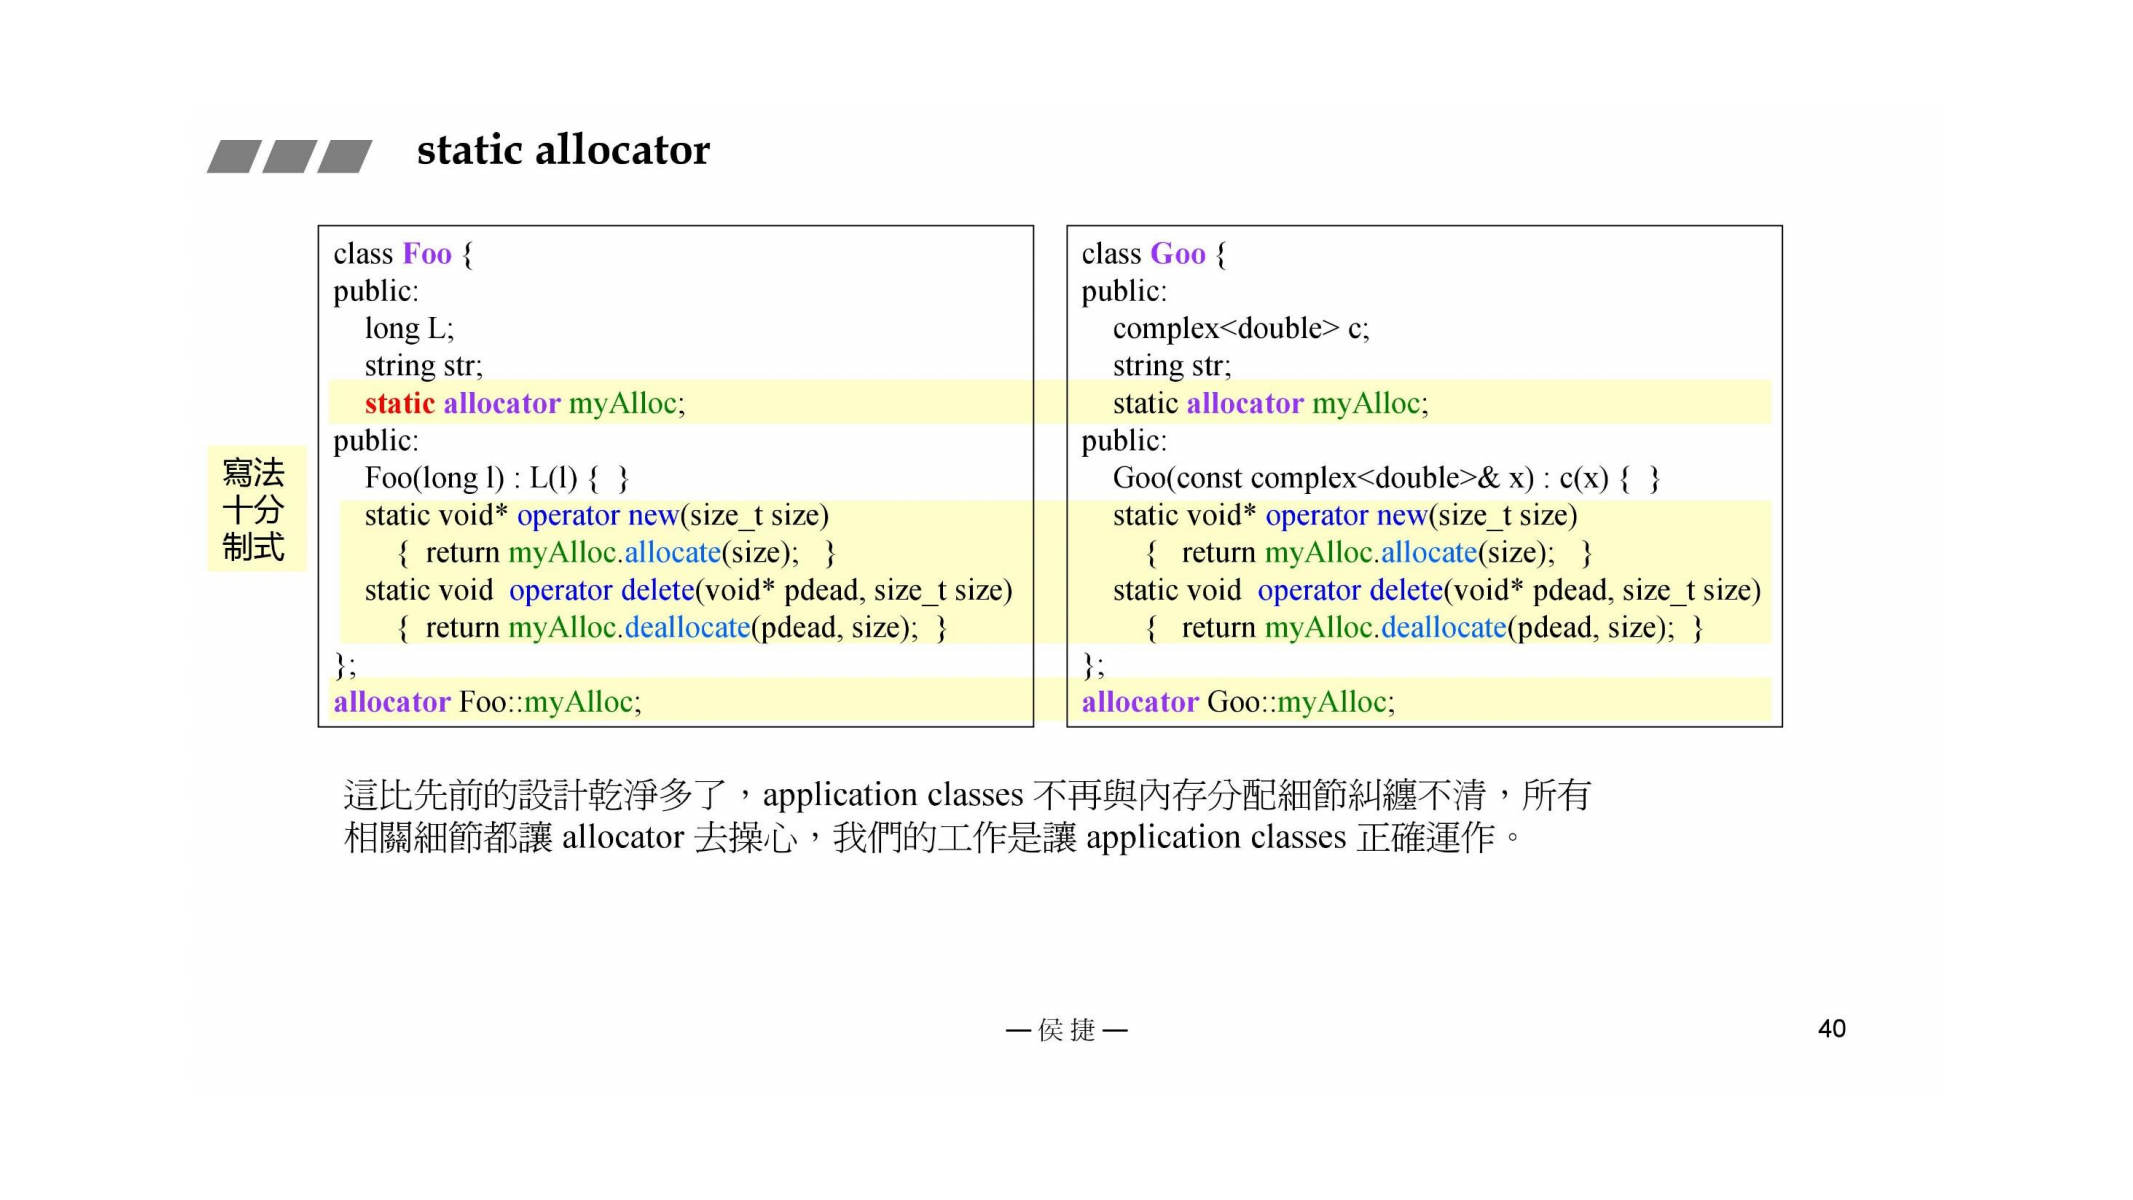 static allocator
class Foo {
public:
long L;
string str;
static allocator myAlloc;
public:
Foo(long l) : L(l) { }
static void* operator new(size_t size)
{ return myAlloc.allocate(size); }
static void operator delete(void* pdead, size_t size)
{ return myAlloc.deallocate(pdead, size); }
};
allocator Foo::myAlloc;
class Goo {
public:
complex<double> c;
string str;
static allocator myAlloc;
public:
Goo(const complex<double>& x) : c(x) { }
static void* operator new(size_t size)
{ return myAlloc.allocate(size); }
static void operator delete(void* pdead, size_t size)
{ return myAlloc.deallocate(pdead, size); }
};
allocator Goo::myAlloc;
寫法
十分
制式
這比先前的設計乾淨多了，application classes 不再與內存分配細節糾纏不清，所有
相關細節都讓 allocator 去操心，我們的工作是讓 application classes 正確運作。
— 侯 捷 —
40